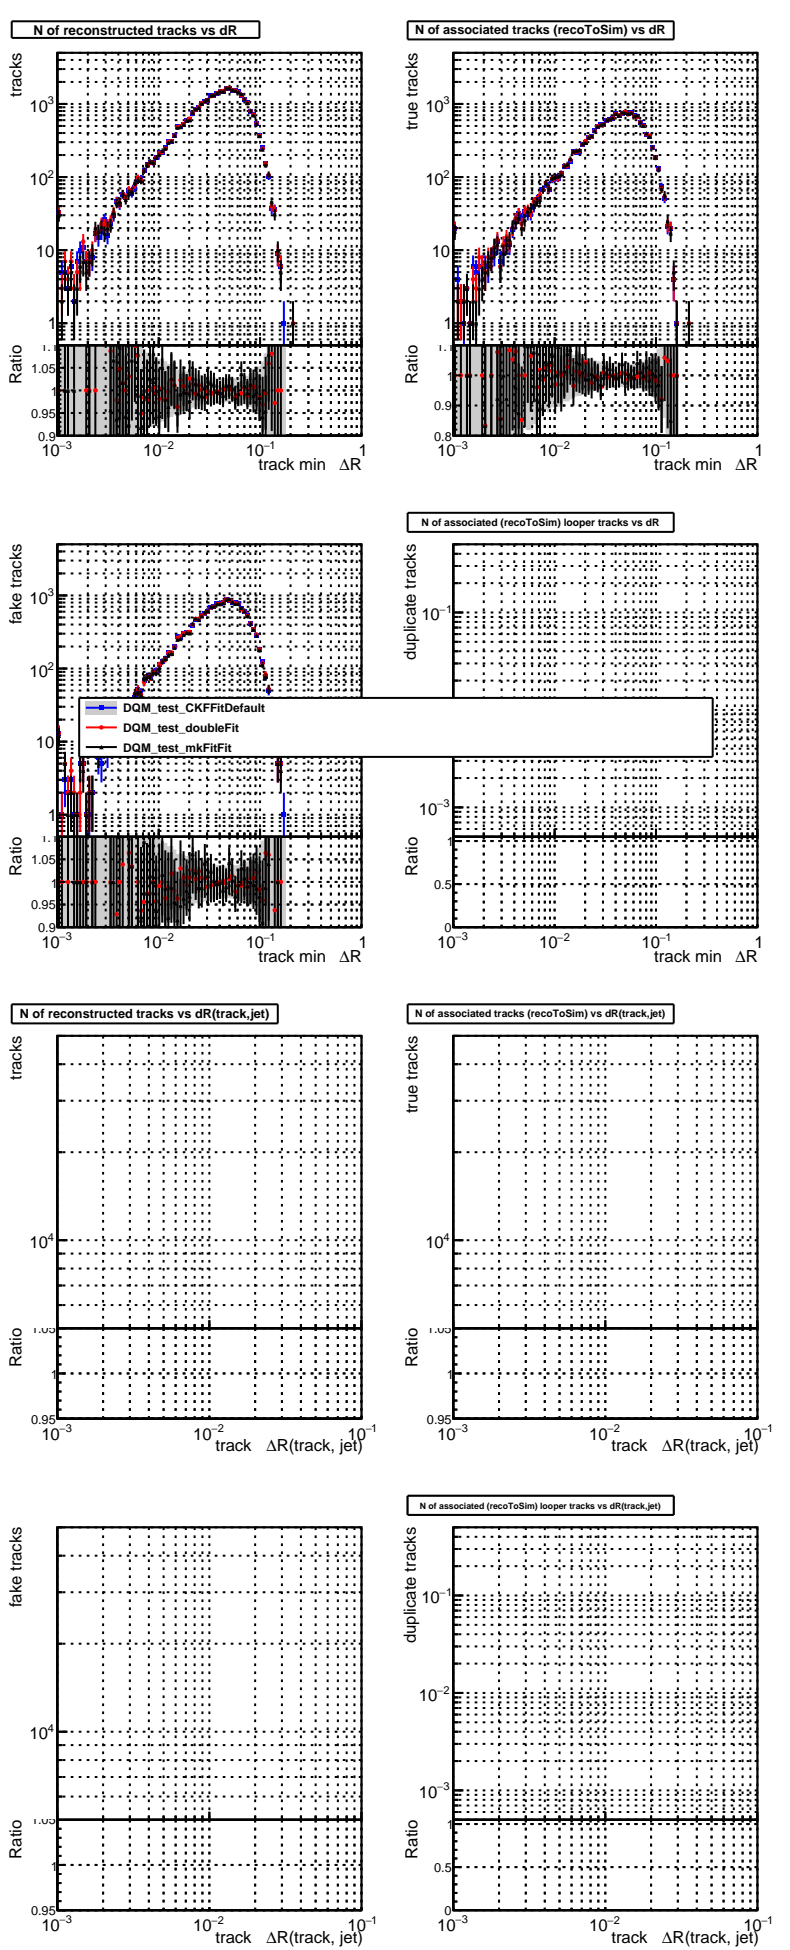 N of reconstructed tracks vs dR
tracks
10³
10²
10
1
Ratio
1.05
1
0.95
0.9
10⁻³
10⁻²
10⁻¹
1
track min ΔR
N of associated tracks (recoToSim) vs dR
true tracks
10³
10²
10
1
Ratio
1
0.9
0.8
10⁻³
10⁻²
10⁻¹
1
track min ΔR
fake tracks
10³
10²
10
1
Ratio
1.05
1
0.95
0.9
10⁻³
10⁻²
10⁻¹
1
track min ΔR
N of associated (recoToSim) looper tracks vs dR
duplicate tracks
10⁻¹
10⁻³
Ratio
1
0.5
0
10⁻³
10⁻²
10⁻¹
1
track min ΔR
DQM_test_CKFFitDefault
DQM_test_doubleFit
DQM_test_mkFitFit
N of reconstructed tracks vs dR(track,jet)
tracks
10⁴
Ratio
1.05
1
0.95
10⁻³
10⁻²
10⁻¹
track ΔR(track, jet)
N of associated tracks (recoToSim) vs dR(track,jet)
true tracks
10⁴
Ratio
1.05
1
0.95
10⁻³
10⁻²
10⁻¹
track ΔR(track, jet)
fake tracks
10⁴
Ratio
1.05
1
0.95
10⁻³
10⁻²
10⁻¹
track ΔR(track, jet)
N of associated (recoToSim) looper tracks vs dR(track,jet)
duplicate tracks
10⁻¹
10⁻²
10⁻³
Ratio
1
0.5
0
10⁻³
10⁻²
10⁻¹
track ΔR(track, jet)